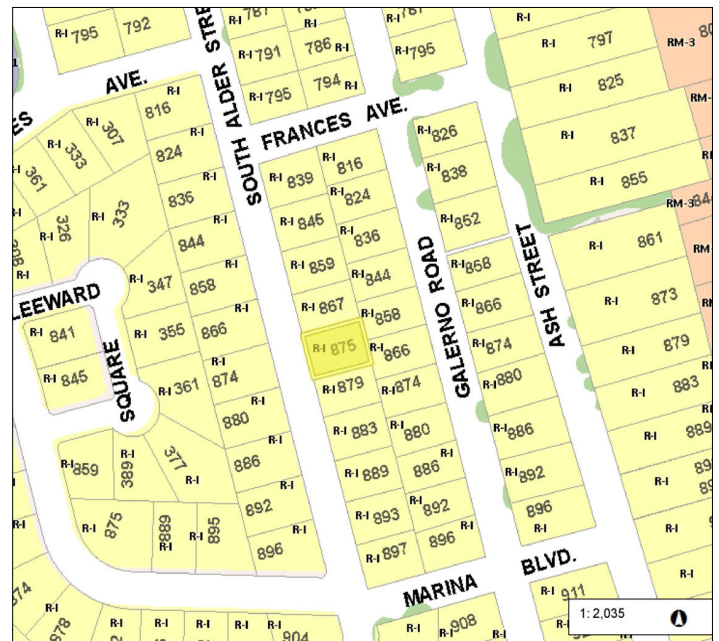 R-I 795
792
R-I 787
R-I 791
786 R-I
R-I 795
794 R-I
R-I 795
R-I
R-I
R-I 797
RM-3
R-I 825
R-I 837
R-I 855
RM-3
AVE.
SOUTH ALDER STRE
FRANCES AVE.
R-I 816
R-I 307
R-I 333
361
R-I 824
R-I 836
R-I 333
R-I 326
844
R-I 347
858
LEEWARD
SQUARE
R-I 841
R-I 845
R-I 355
866
R-I 361
874
R-I 880
886
R-I 892
R-I 896
R-I 859
R-I 389
377 R-I
R-I 875
889 R-I
R-I 895
R-I 839
R-I 816
R-I 845
R-I 824
R-I 859
R-I 836
R-I 867
R-I 844
R-I 858
R-I 875
R-I 866
R-I 879
R-I 874
R-I 883
R-I 880
R-I 889
886 R-I
R-I 893
R-I 892
R-I 897
896 R-I
GALERNO ROAD
R-I 826
R-I 838
R-I 852
R-I 858
R-I 866
R-I 874
R-I 880
R-I 886
R-I 892
896
R-I
ASH STREET
R-I 861
R-I 873
R-I 879
R-I 883
R-I 889
MARINA BLVD.
R-I 911
R-I 908
R-I
R-I
R-I
R-I
904
978
1: 2,035